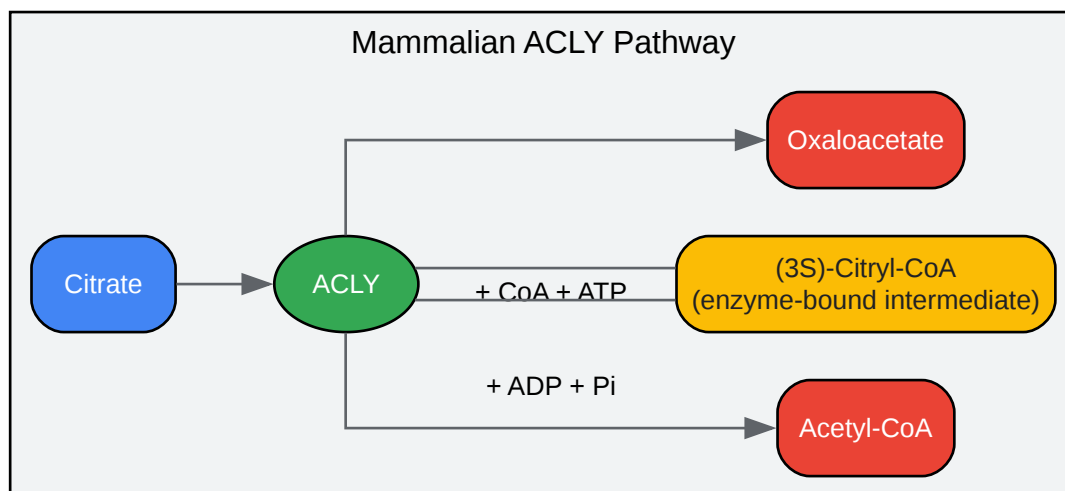 Mammalian ACLY Pathway
Oxaloacetate
Citrate
ACLY
+ CoA + ATP
(3S)-Citryl-CoA
(enzyme-bound intermediate)
+ ADP + Pi
Acetyl-CoA